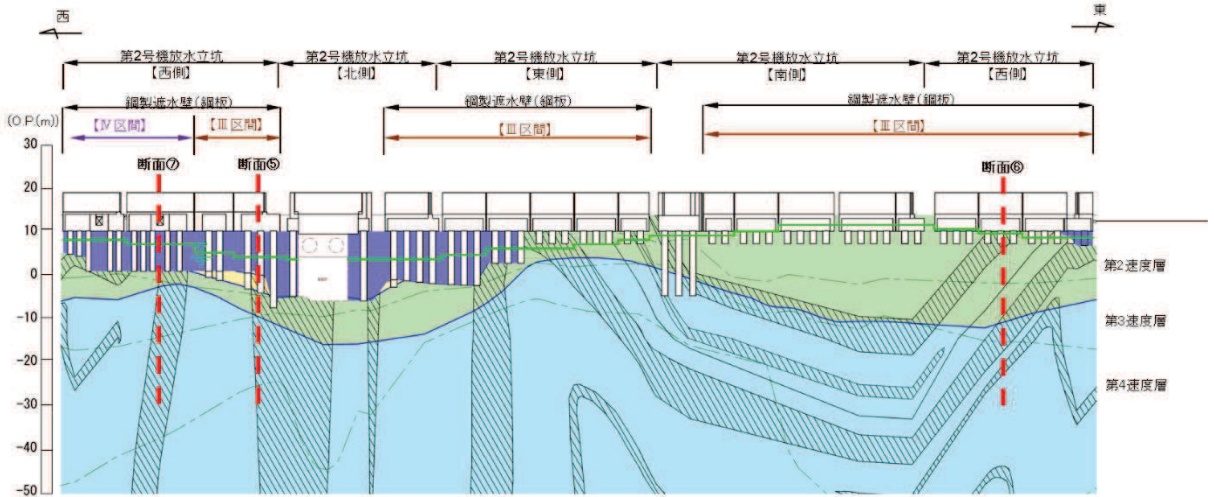 西
東
第2号機放水立坑
【西側】
第2号機放水立坑
【北側】
第2号機放水立坑
【東側】
第2号機放水立坑
【南側】
第2号機放水立坑
【西側】
鋼製遮水壁(鋼板)
鋼製遮水壁(鋼板)
鋼製遮水壁(鋼板)
(O.P.(m))
【Ⅳ区間】
【Ⅲ区間】
【Ⅲ区間】
【Ⅲ区間】
断面⑦
断面⑤
断面⑥
30
20
10
0
-10
-20
-30
-40
-50
第2速度層
第3速度層
第4速度層